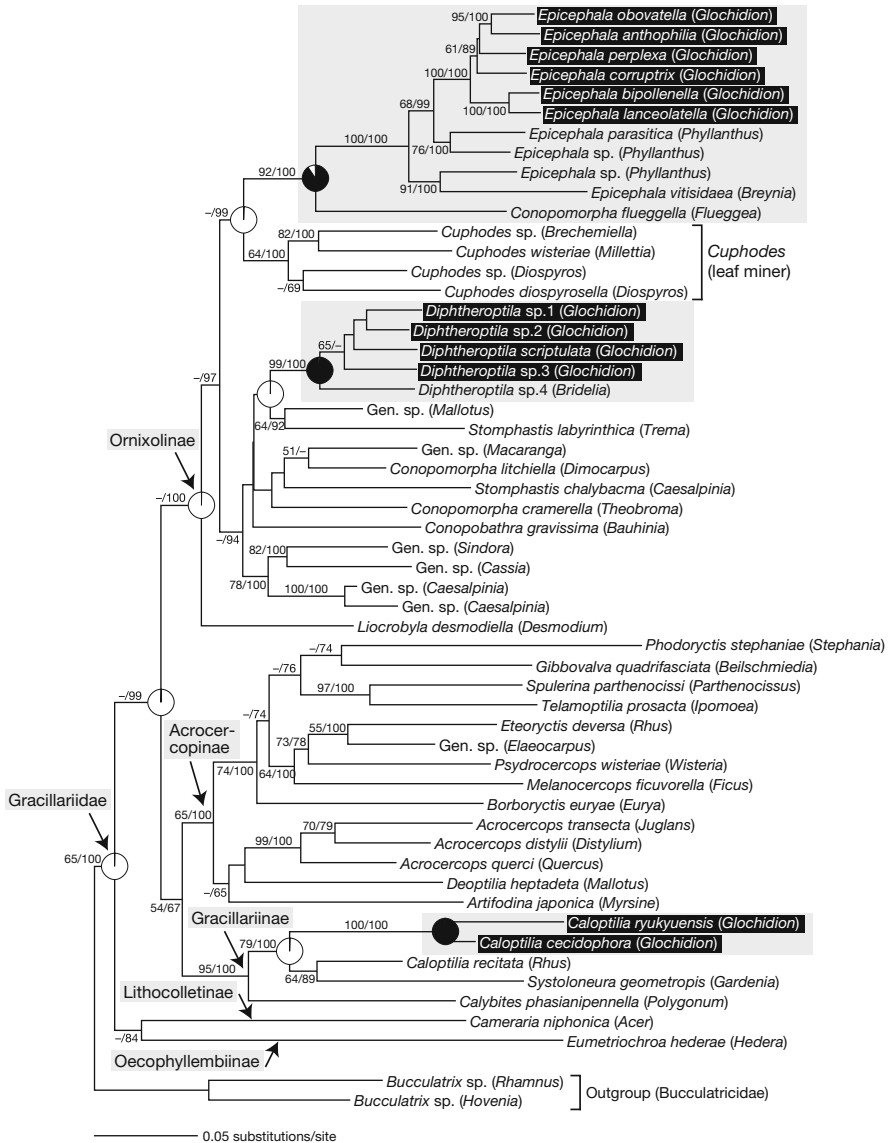 95/100
Epicephala obovatella (Glochidion)
Epicephala anthophilia (Glochidion)
61/89
Epicephala perplexa (Glochidion)
100/100
Epicephala corruptrix (Glochidion)
Epicephala bipollenella (Glochidion)
68/99
100/100
Epicephala lanceolatella (Glochidion)
Epicephala parasitica (Phyllanthus)
100/100
76/100
Epicephala sp. (Phyllanthus)
92/100
Epicephala sp. (Phyllanthus)
91/100
Epicephala vitisidaea (Breynia)
–/99
Conopomorpha flueggella (Flueggea)
82/100
Cuphodes sp. (Brechemiella)
64/100
Cuphodes wisteriae (Millettia)
Cuphodes
(leaf miner)
Cuphodes sp. (Diospyros)
–/69
Cuphodes diospyrosella (Diospyros)
Diphtheroptila sp.1 (Glochidion)
Diphtheroptila sp.2 (Glochidion)
65/–
Diphtheroptila scriptulata (Glochidion)
99/100
Diphtheroptila sp.3 (Glochidion)
–/97
Diphtheroptila sp.4 (Bridelia)
Gen. sp. (Mallotus)
64/92
Stomphastis labyrinthica (Trema)
Ornixolinae
51/–
Gen. sp. (Macaranga)
Conopomorpha litchiella (Dimocarpus)
Stomphastis chalybacma (Caesalpinia)
–/100
Conopomorpha cramerella (Theobroma)
Conopobathra gravissima (Bauhinia)
–/94
82/100
Gen. sp. (Sindora)
Gen. sp. (Cassia)
78/100
100/100
Gen. sp. (Caesalpinia)
Gen. sp. (Caesalpinia)
Liocrobyla desmodiella (Desmodium)
–/74
Phodoryctis stephaniae (Stephania)
–/76
Gibbovalva quadrifasciata (Beilschmiedia)
–/99
97/100
Spulerina parthenocissi (Parthenocissus)
Telamoptilia prosacta (Ipomoea)
–/74
55/100
Eteoryctis deversa (Rhus)
Acrocer-
copinae
73/78
Gen. sp. (Elaeocarpus)
Psydrocercops wisteriae (Wisteria)
74/100
64/100
Melanocercops ficuvorella (Ficus)
Gracillariidae
Borboryctis euryae (Eurya)
65/100
70/79
Acrocercops transecta (Juglans)
99/100
Acrocercops distylii (Distylium)
65/100
Acrocercops querci (Quercus)
Deoptilia heptadeta (Mallotus)
–/65
Artifodina japonica (Myrsine)
54/67
Gracillariinae
100/100
Caloptilia ryukyuensis (Glochidion)
79/100
Caloptilia cecidophora (Glochidion)
95/100
Caloptilia recitata (Rhus)
64/89
Systoloneura geometropis (Gardenia)
Lithocolletinae
Calybites phasianipennella (Polygonum)
Cameraria niphonica (Acer)
–/84
Eumetriochroa hederae (Hedera)
Oecophyllembiinae
Bucculatrix sp. (Rhamnus)
Outgroup (Bucculatricidae)
Bucculatrix sp. (Hovenia)
0.05 substitutions/site